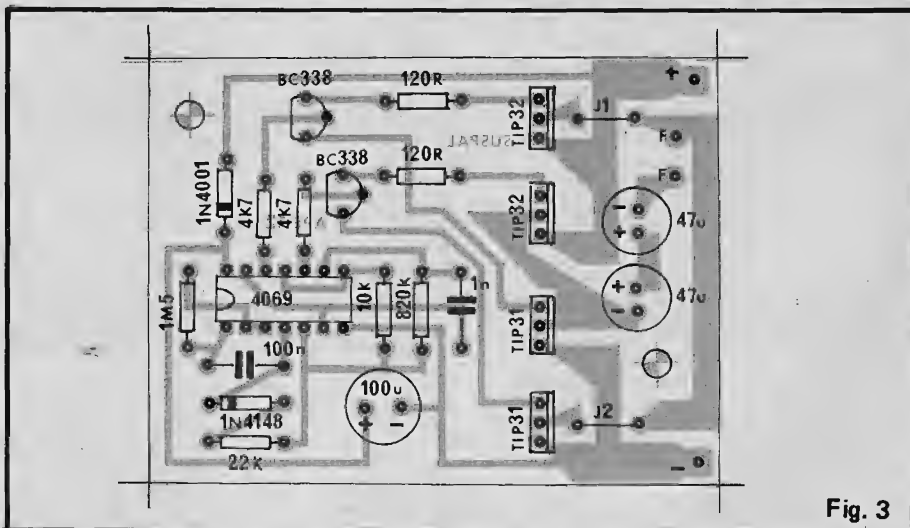 BC338
120R
+
TIP32
J1
SUSPAL
F
BC338
120R
F
1N4001
4k7
4k7
TIP32
-
47u
+
4069
+
47u
-
1M5
10k
820k
1n
TIP31
100n
100u
+ -
1N4148
TIP31
J2
22k
-
Fig. 3